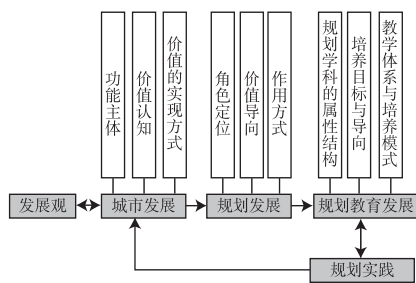 功能主体
价值认知
价值的实现方式
角色定位
价值导向
作用方式
规划学科的属性结构
培养目标与导向
教学体系与培养模式
发展观
城市发展
规划发展
规划教育发展
规划实践